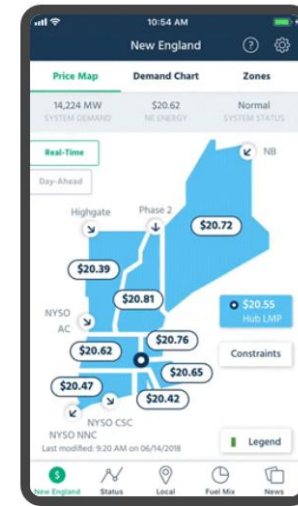 10:54 AM
New England
?
Price Map Demand Chart Zones
14,224 MW $20.62 Normal
SYSTEM DEMAND NE ENERGY SYSTEM STATUS
Real-Time
NB
Day-Ahead
Highgate Phase 2
$20.72
$20.39
$20.81
$20.55
Hub LMP
NYSO
AC
$20.76
$20.62
Constraints
$20.65
$20.47
$20.42
NYSO CSC
NYSO NNC
Legend
Last modified: 9:20 AM on 06/14/2018
$
New England Status Local Fuel Mix News